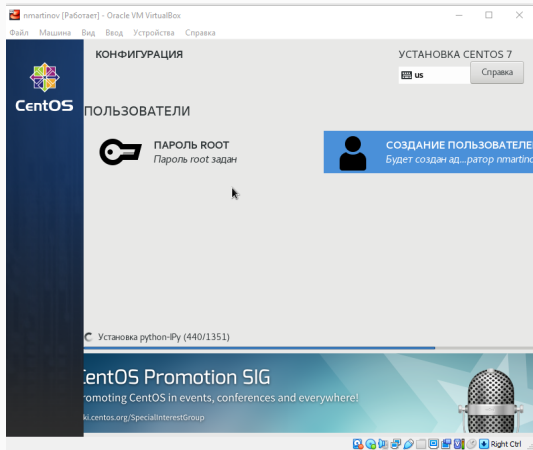 nmartinov [Работает] - Oracle VM VirtualBox
Файл Машина Вид Ввод Устройства Справка
КОНФИГУРАЦИЯ
УСТАНОВКА CENTOS 7
us
Справка
CentOS
ПОЛЬЗОВАТЕЛИ
ПАРОЛЬ ROOT
Пароль root задан
СОЗДАНИЕ ПОЛЬЗОВАТЕЛ
Будет создан ад...ратор nmartino
Установка python-IPy (440/1351)
CentOS Promotion SIG
romoting CentOS in events, conferences and everywhere!
ki.centos.org/SpecialInterestGroup
Right Ctrl